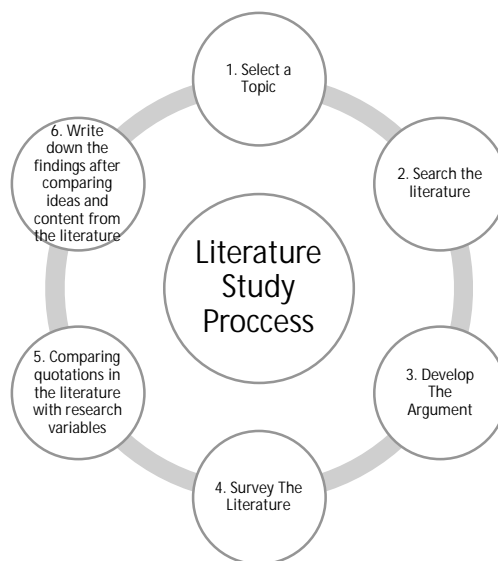 1. Select a
Topic
2. Search the
literature
3. Develop
The
Argument
4. Survey The
Literature
5. Comparing
quotations in
the literature
with research
variables
6. Write
down the
findings after
comparing
ideas and
content from
the literature
Literature
Study
Proccess